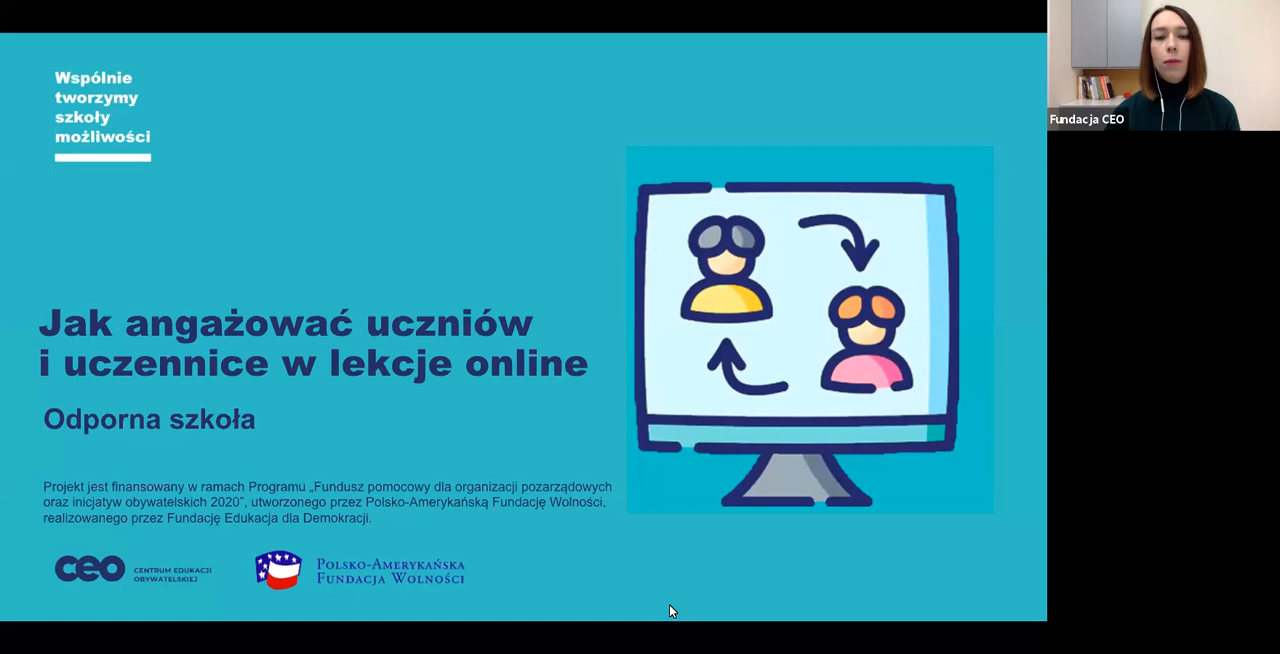 Wspólnie
tworzymy
szkoły
możliwości
Jak angażować uczniów
i uczennice w lekcje online
Odporna szkoła
Projekt jest finansowany w ramach Programu „Fundusz pomocowy dla organizacji pozarządowych
oraz inicjatyw obywatelskich 2020”, utworzonego przez Polsko-Amerykańską Fundację Wolności,
realizowanego przez Fundację Edukacja dla Demokracji.
ceo
CENTRUM EDUKACJI
OBYWATELSKIEJ
POLSKO-AMERYKAŃSKA
FUNDACJA WOLNOŚCI
Fundacja CEO